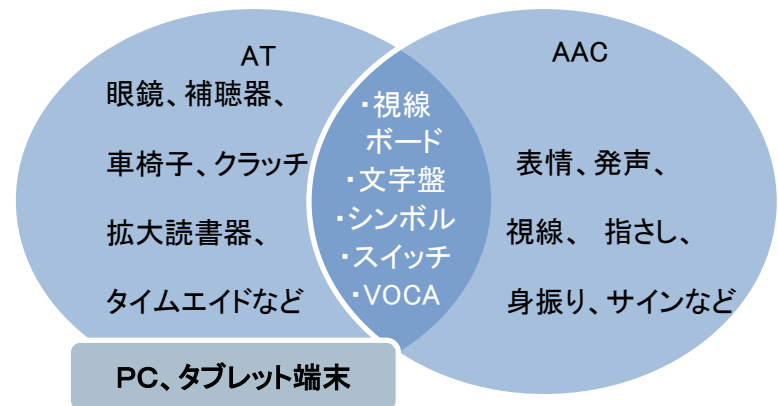 AT
眼鏡、補聴器、
車椅子、クラッチ
拡大読書器、
タイムエイドなど
・視線
ボード
・文字盤
・シンボル
・スイッチ
・VOCA
AAC
表情、発声、
視線、 指さし、
身振り、サインなど
PC、タブレット端末